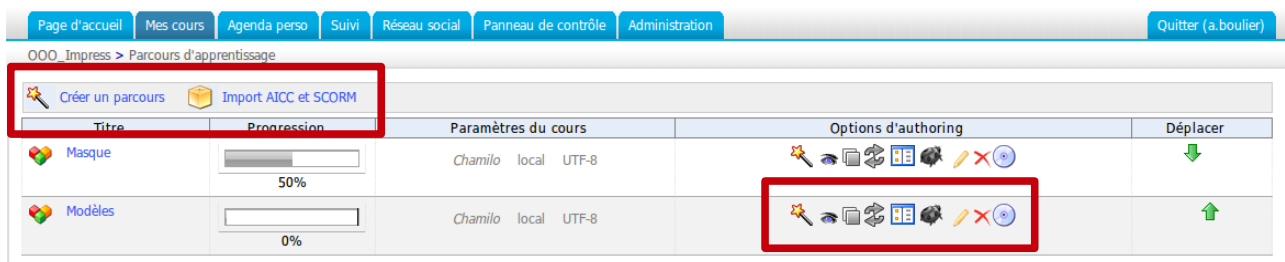 Page d'accueil Mes cours Agenda perso Suivi Réseau social Panneau de contrôle Administration Quitter (a.boulier)
OOO_Impress > Parcours d'apprentissage
Créer un parcours Import AICC et SCORM
Titre Progression Paramètres du cours Options d'authoring Déplacer
Masque Chamilo local UTF-8
50%
Modèles Chamilo local UTF-8
0%